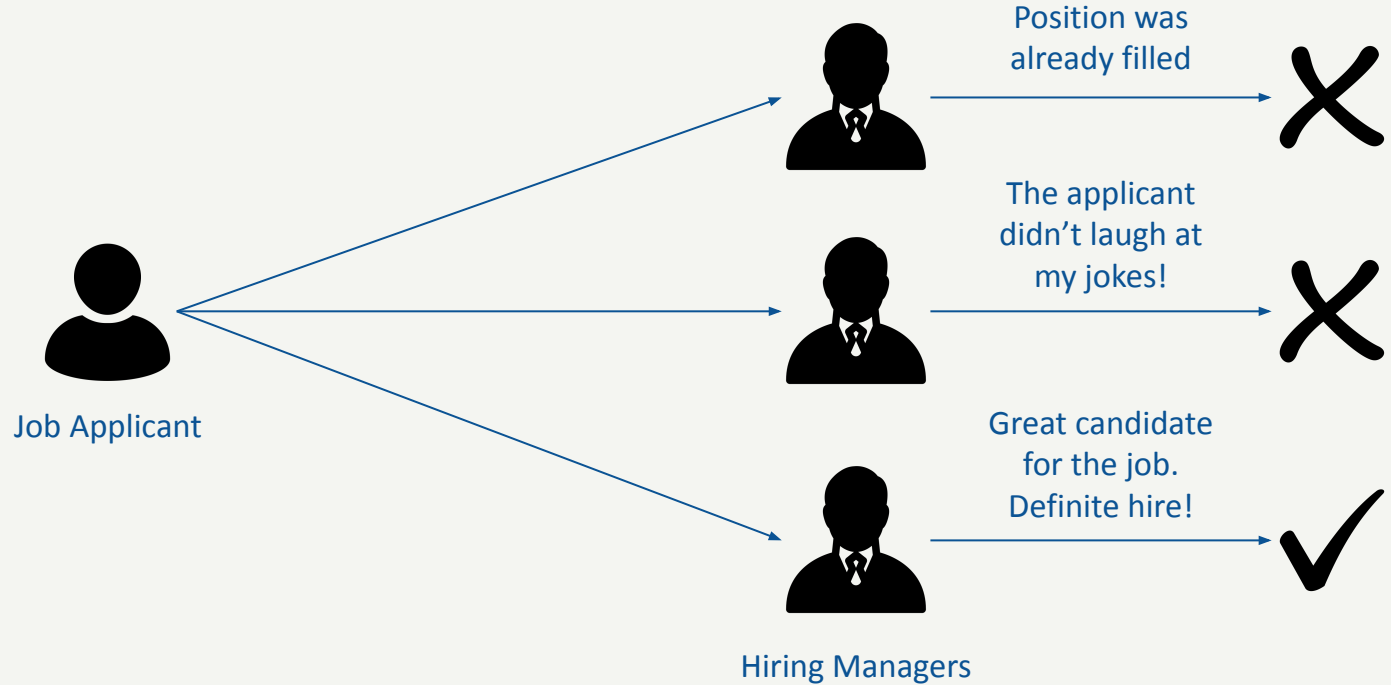 Position was
already filled
The applicant
didn’t laugh at
my jokes!
Job Applicant
Great candidate
for the job.
Definite hire!
Hiring Managers